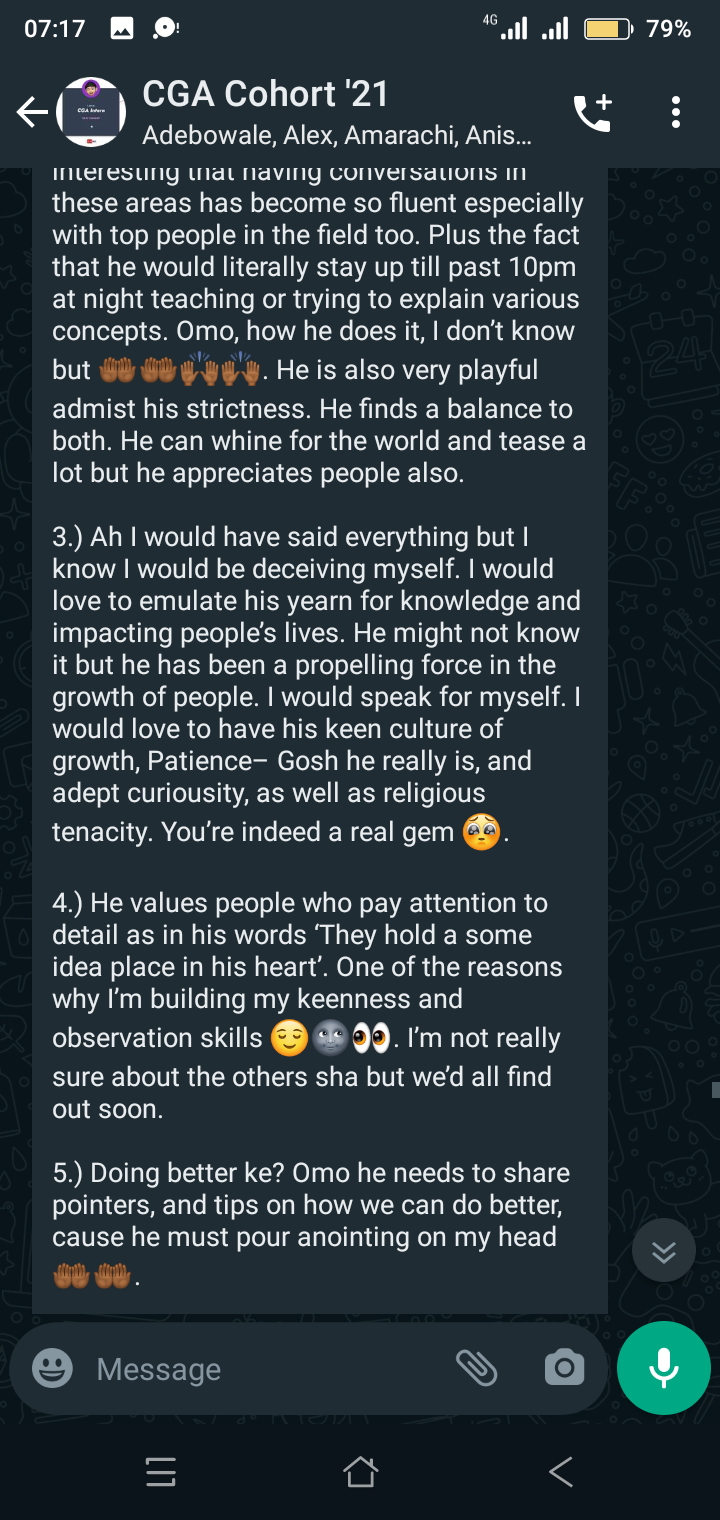 07:17
4G
79%
CGA Cohort '21
Adebowale, Alex, Amarachi, Anis...
interesting that having conversations in
these areas has become so fluent especially
with top people in the field too. Plus the fact
that he would literally stay up till past 10pm
at night teaching or trying to explain various
concepts. Omo, how he does it, I don’t know
but 🤲🏾🤲🏾🙌🏾🙌🏾. He is also very playful
admist his strictness. He finds a balance to
both. He can whine for the world and tease a
lot but he appreciates people also.
3.) Ah I would have said everything but I
know I would be deceiving myself. I would
love to emulate his yearn for knowledge and
impacting people’s lives. He might not know
it but he has been a propelling force in the
growth of people. I would speak for myself. I
would love to have his keen culture of
growth, Patience– Gosh he really is, and
adept curiousity, as well as religious
tenacity. You’re indeed a real gem 🥺.
4.) He values people who pay attention to
detail as in his words ‘They hold a some
idea place in his heart’. One of the reasons
why I’m building my keenness and
observation skills 😌🌚👀. I’m not really
sure about the others sha but we’d all find
out soon.
5.) Doing better ke? Omo he needs to share
pointers, and tips on how we can do better,
cause he must pour anointing on my head
🤲🏾🤲🏾.
Message